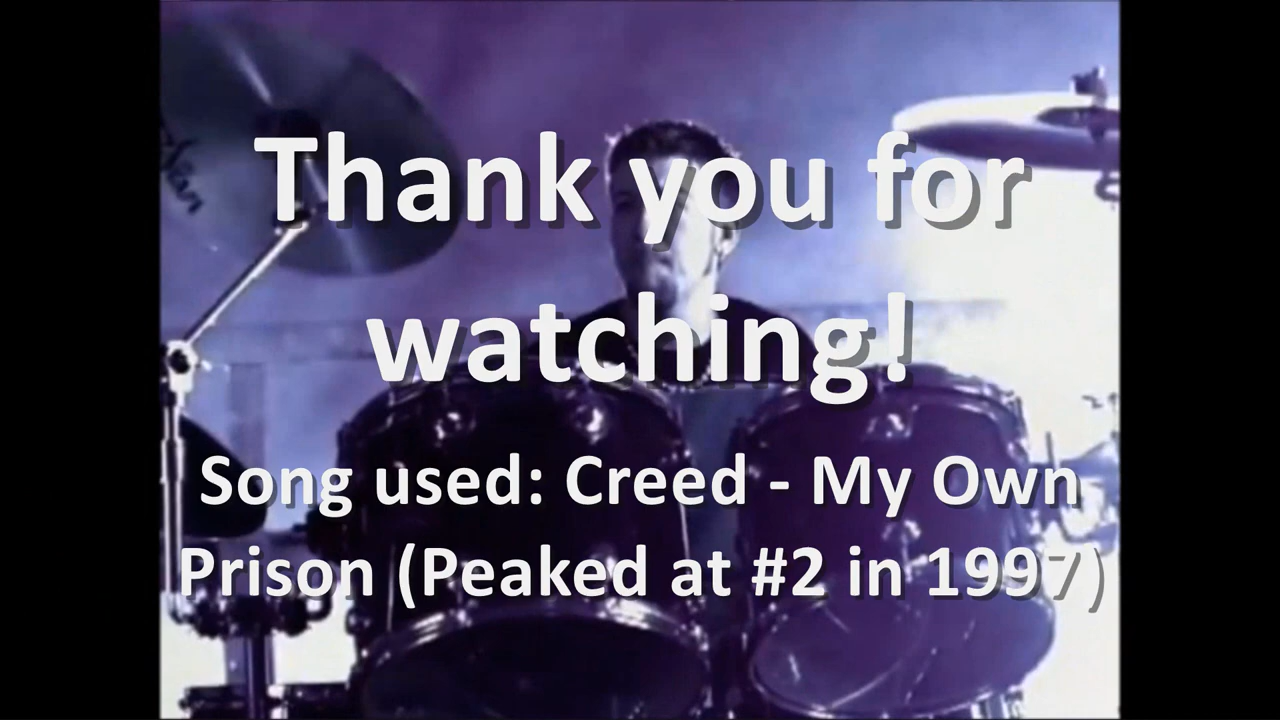 Thank you for
watching!
Song used: Creed - My Own
Prison (Peaked at #2 in 1997)